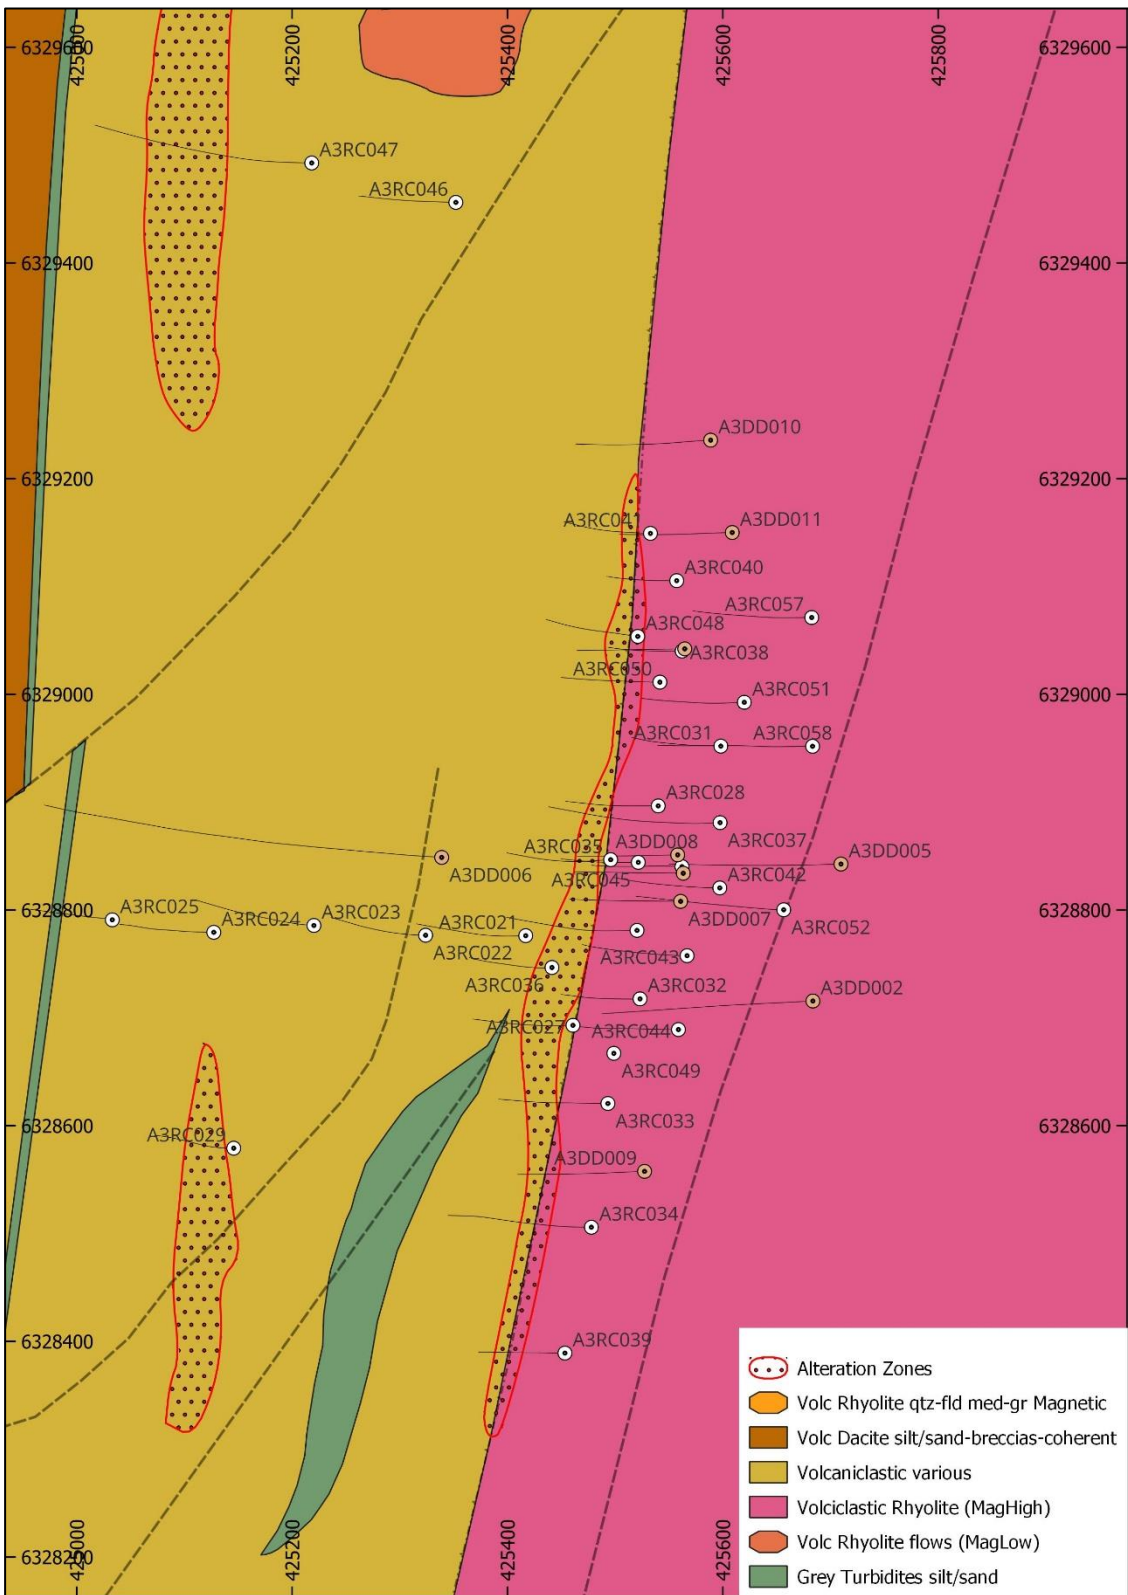 425000
425200
425400
425600
425800
6329600
6329600
A3RC047
A3RC046
6329400
6329400
A3DD010
6329200
6329200
A3RC041
A3DD011
A3RC040
A3RC057
A3RC048
A3RC038
A3RC050
6329000
6329000
A3RC051
A3RC031
A3RC058
A3RC028
A3RC037
A3RC035
A3DD008
A3DD005
A3DD006
A3RC045
A3RC042
6328800
6328800
A3RC025
A3RC024
A3RC023
A3RC021
A3DD007
A3RC052
A3RC022
A3RC043
A3RC036
A3RC032
A3DD002
A3RC027
A3RC044
A3RC049
6328600
6328600
A3RC033
A3RC029
A3DD009
A3RC034
6328400
A3RC039
6328200
425000
425200
425400
425600
Alteration Zones
Volc Rhyolite qtz-fld med-gr Magnetic
Volc Dacite silt/sand-breccias-coherent
Volcaniclastic various
Volciclastic Rhyolite (MagHigh)
Volc Rhyolite flows (MagLow)
Grey Turbidites silt/sand